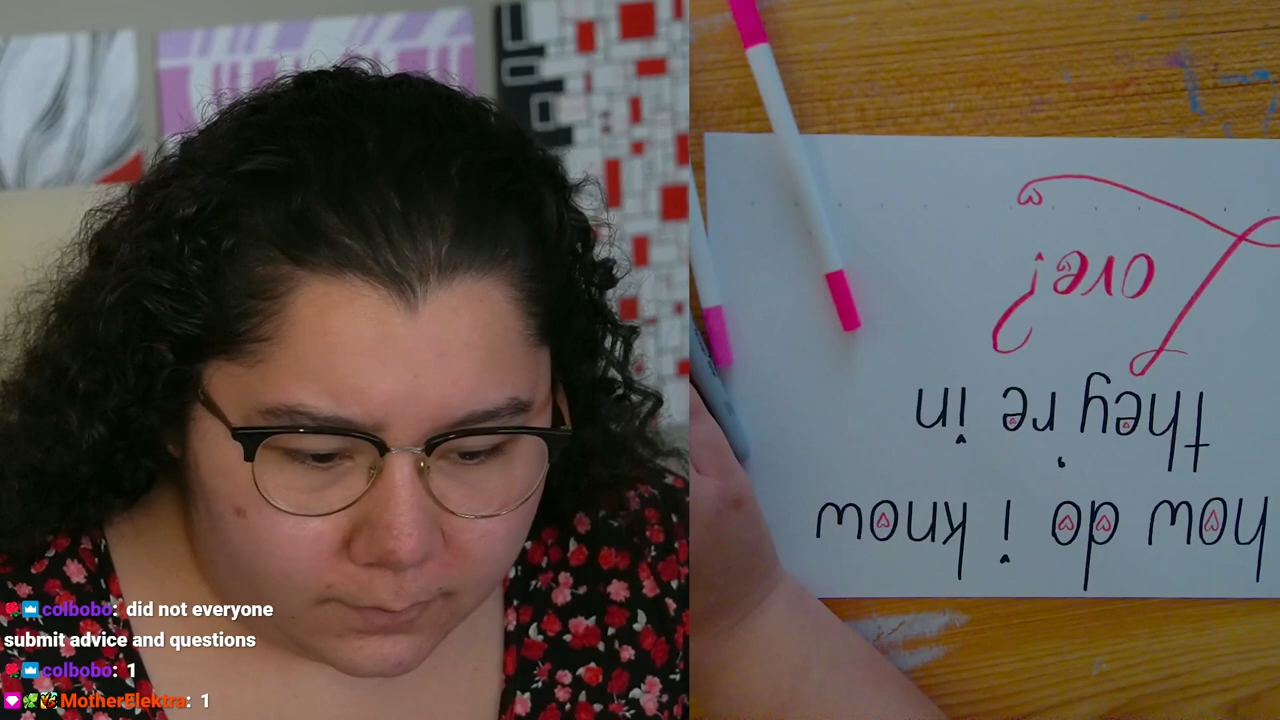 how do i know
they're in
Love?
colbobo: did not everyone
submit advice and questions
colbobo: 1
MotherElektra: 1